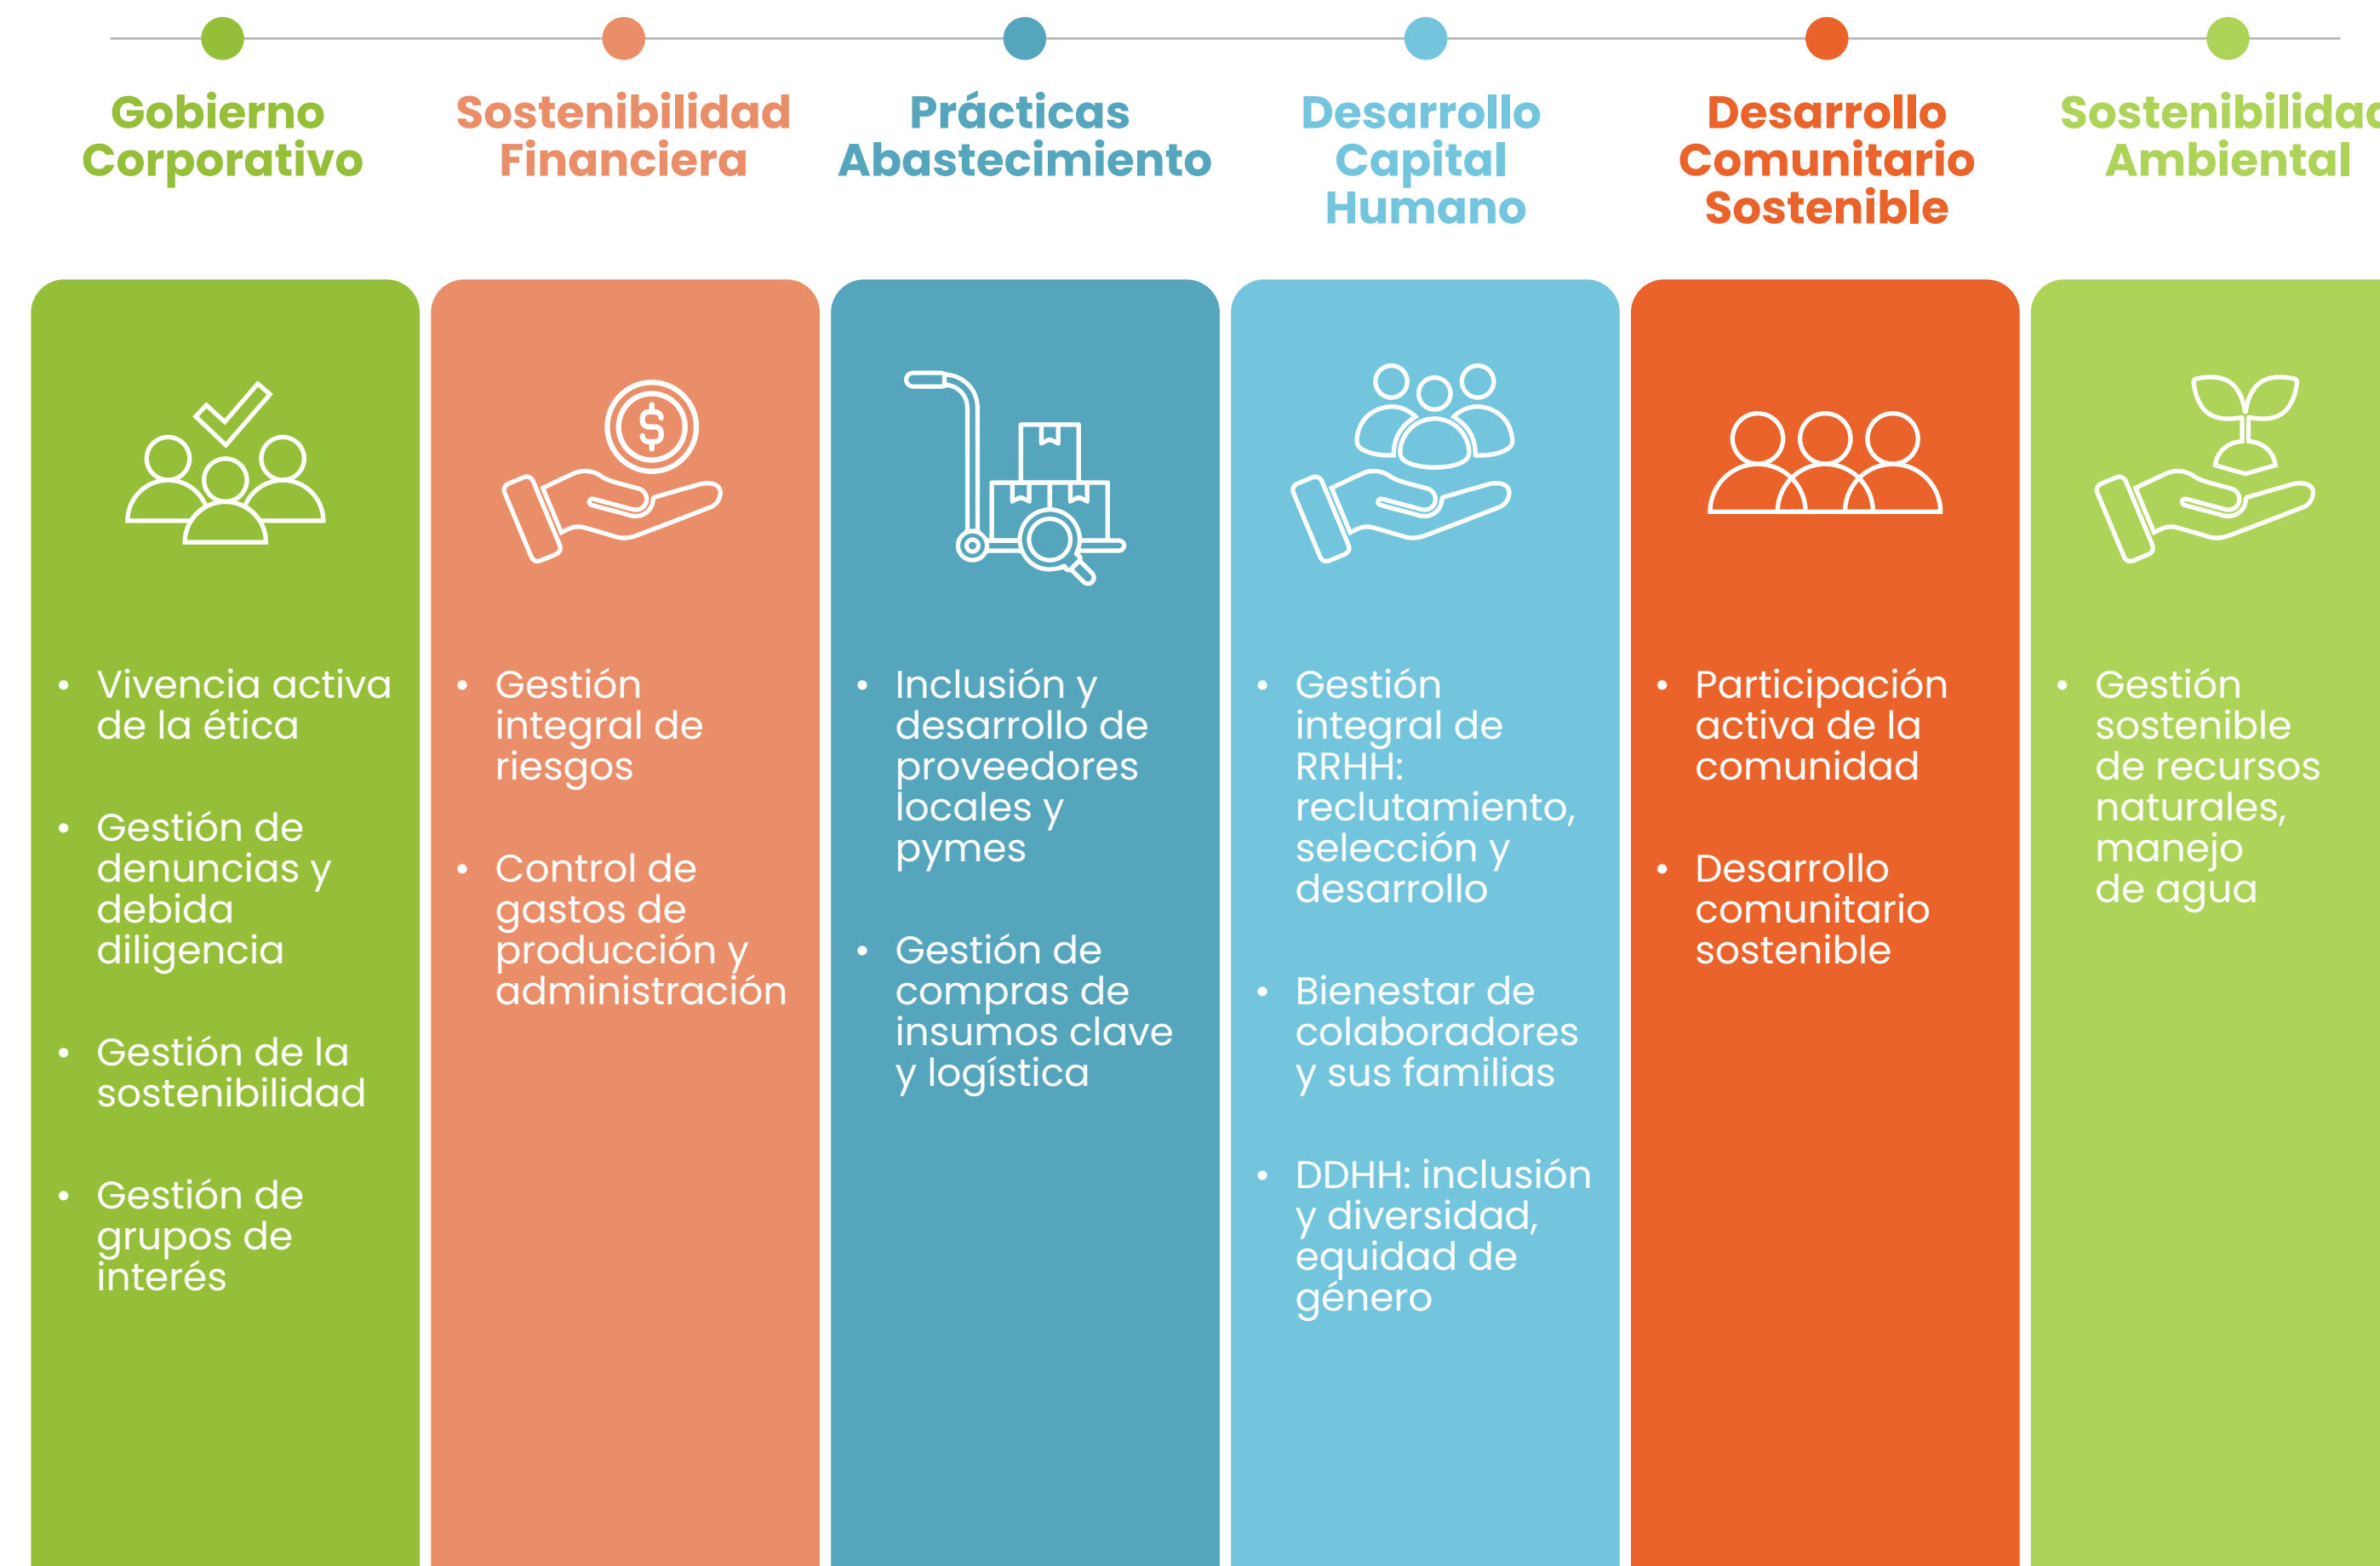 Gobierno
Corporativo
Vivencia activa
de la ética
Gestión de
denuncias y
debida
diligencia
Gestión de la
sostenibilidad
Gestión de
grupos de
interés
Sostenibilidad
Financiera
Gestión
integral de
riesgos
Control de
gastos de
producción y
administración
Prácticas
Abastecimiento
Inclusión y
desarrollo de
proveedores
locales y
pymes
Gestión de
compras de
insumos clave
y logística
Desarrollo
Capital
Humano
Gestión
integral de
RRHH:
reclutamiento,
selección y
desarrollo
Bienestar de
colaboradores
y sus familias
DDHH: inclusión
y diversidad,
equidad de
género
Desarrollo
Comunitario
Sostenible
Participación
activa de la
comunidad
Desarrollo
comunitario
sostenible
Sostenibilidad
Ambiental
Gestión
sostenible
de recursos
naturales,
manejo
de agua